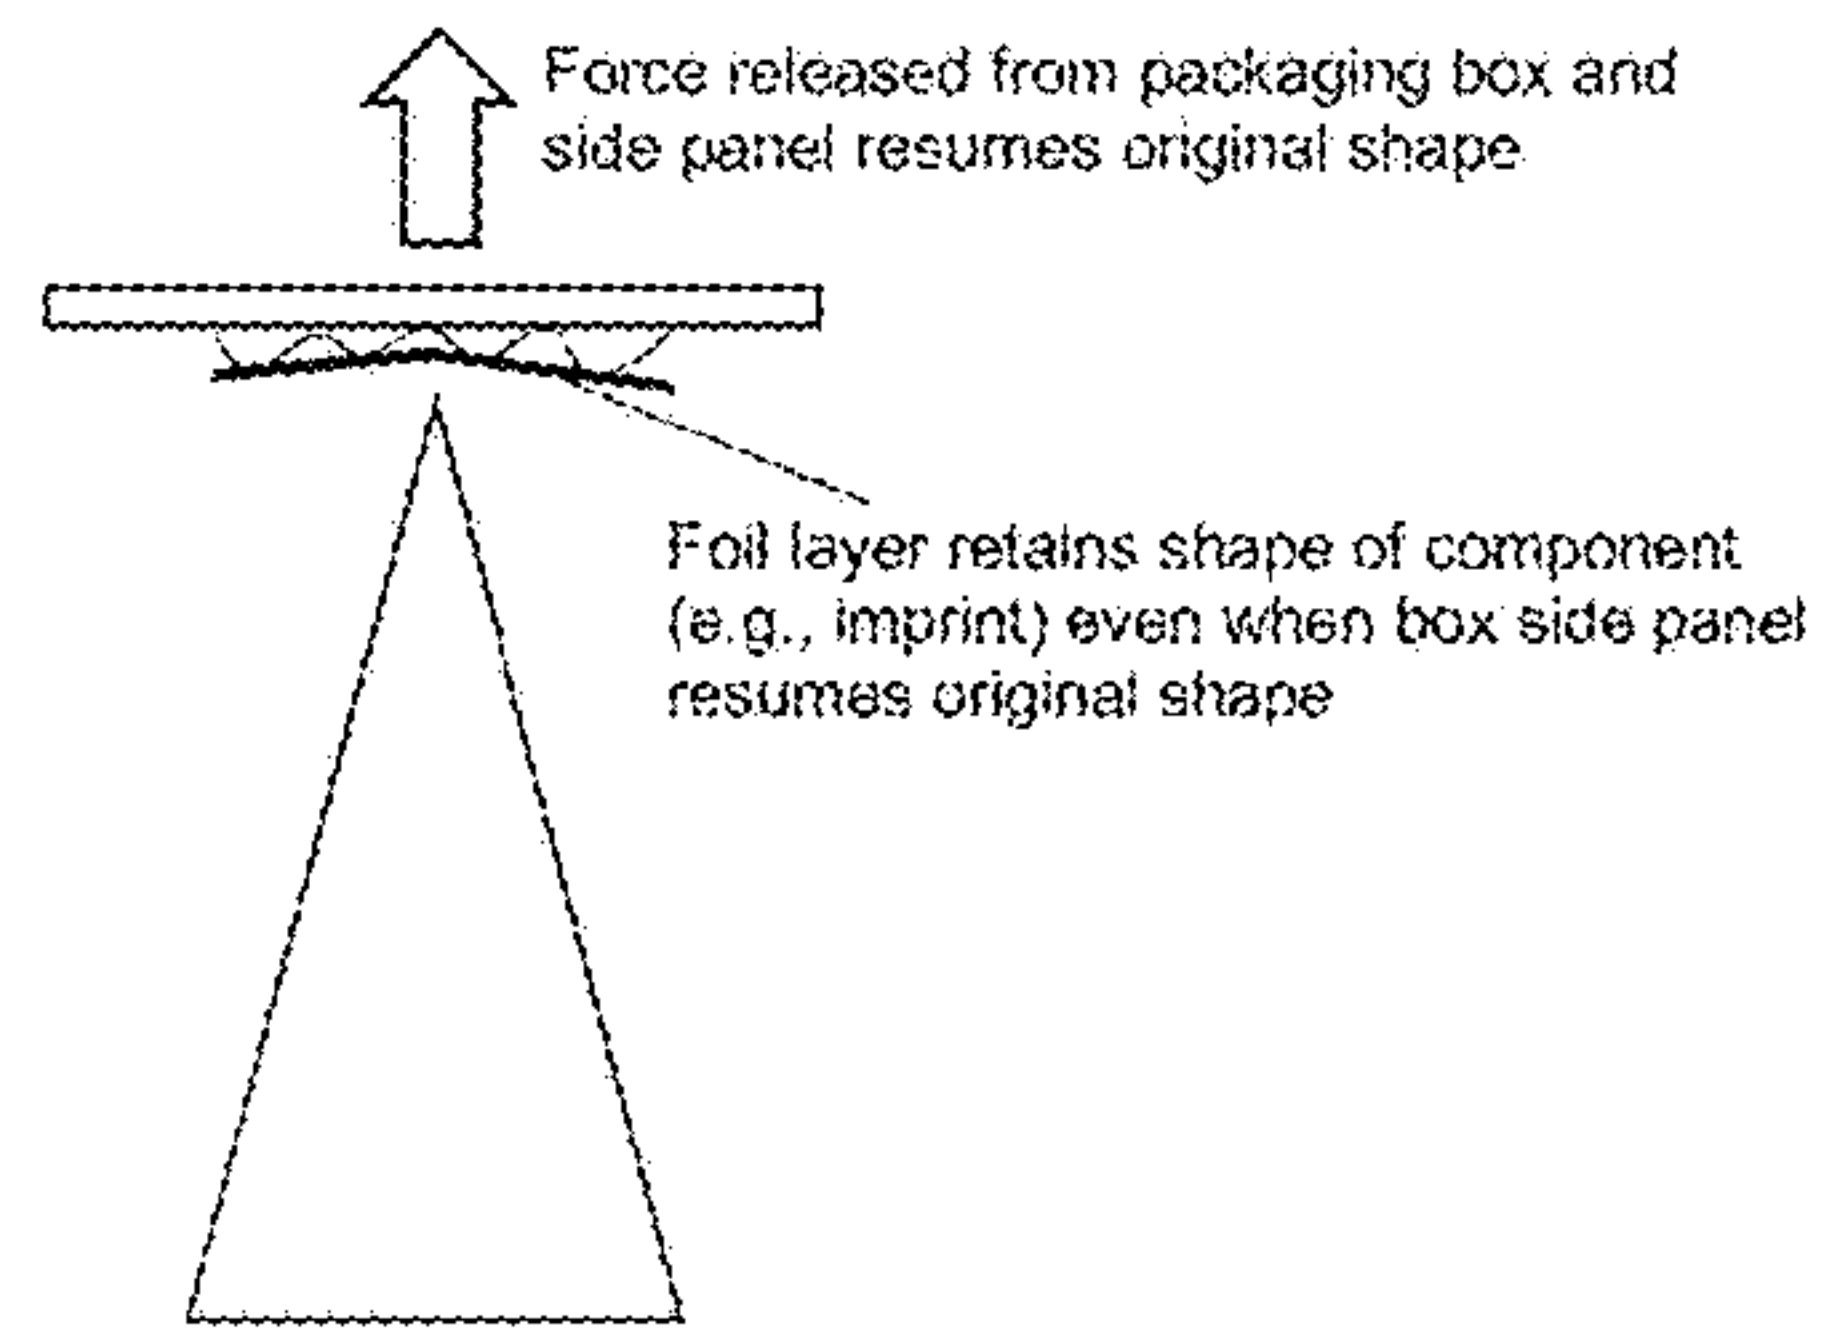 Force released from packaging box and
side panel resumes original shape
Foil layer retains shape of component
(e.g., imprint) even when box side panel
resumes original shape